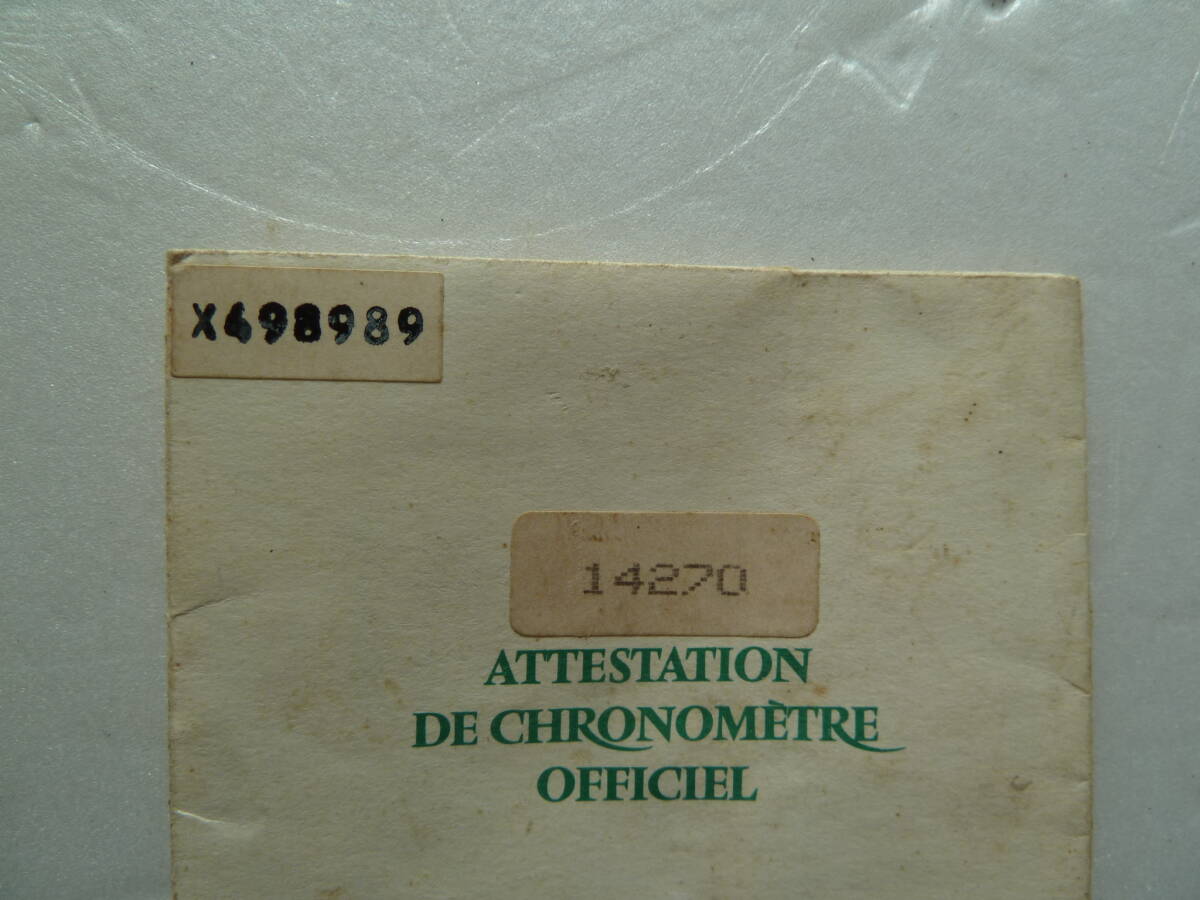 X498989
14270
ATTESTATION
DE CHRONOMÈTRE
OFFICIEL